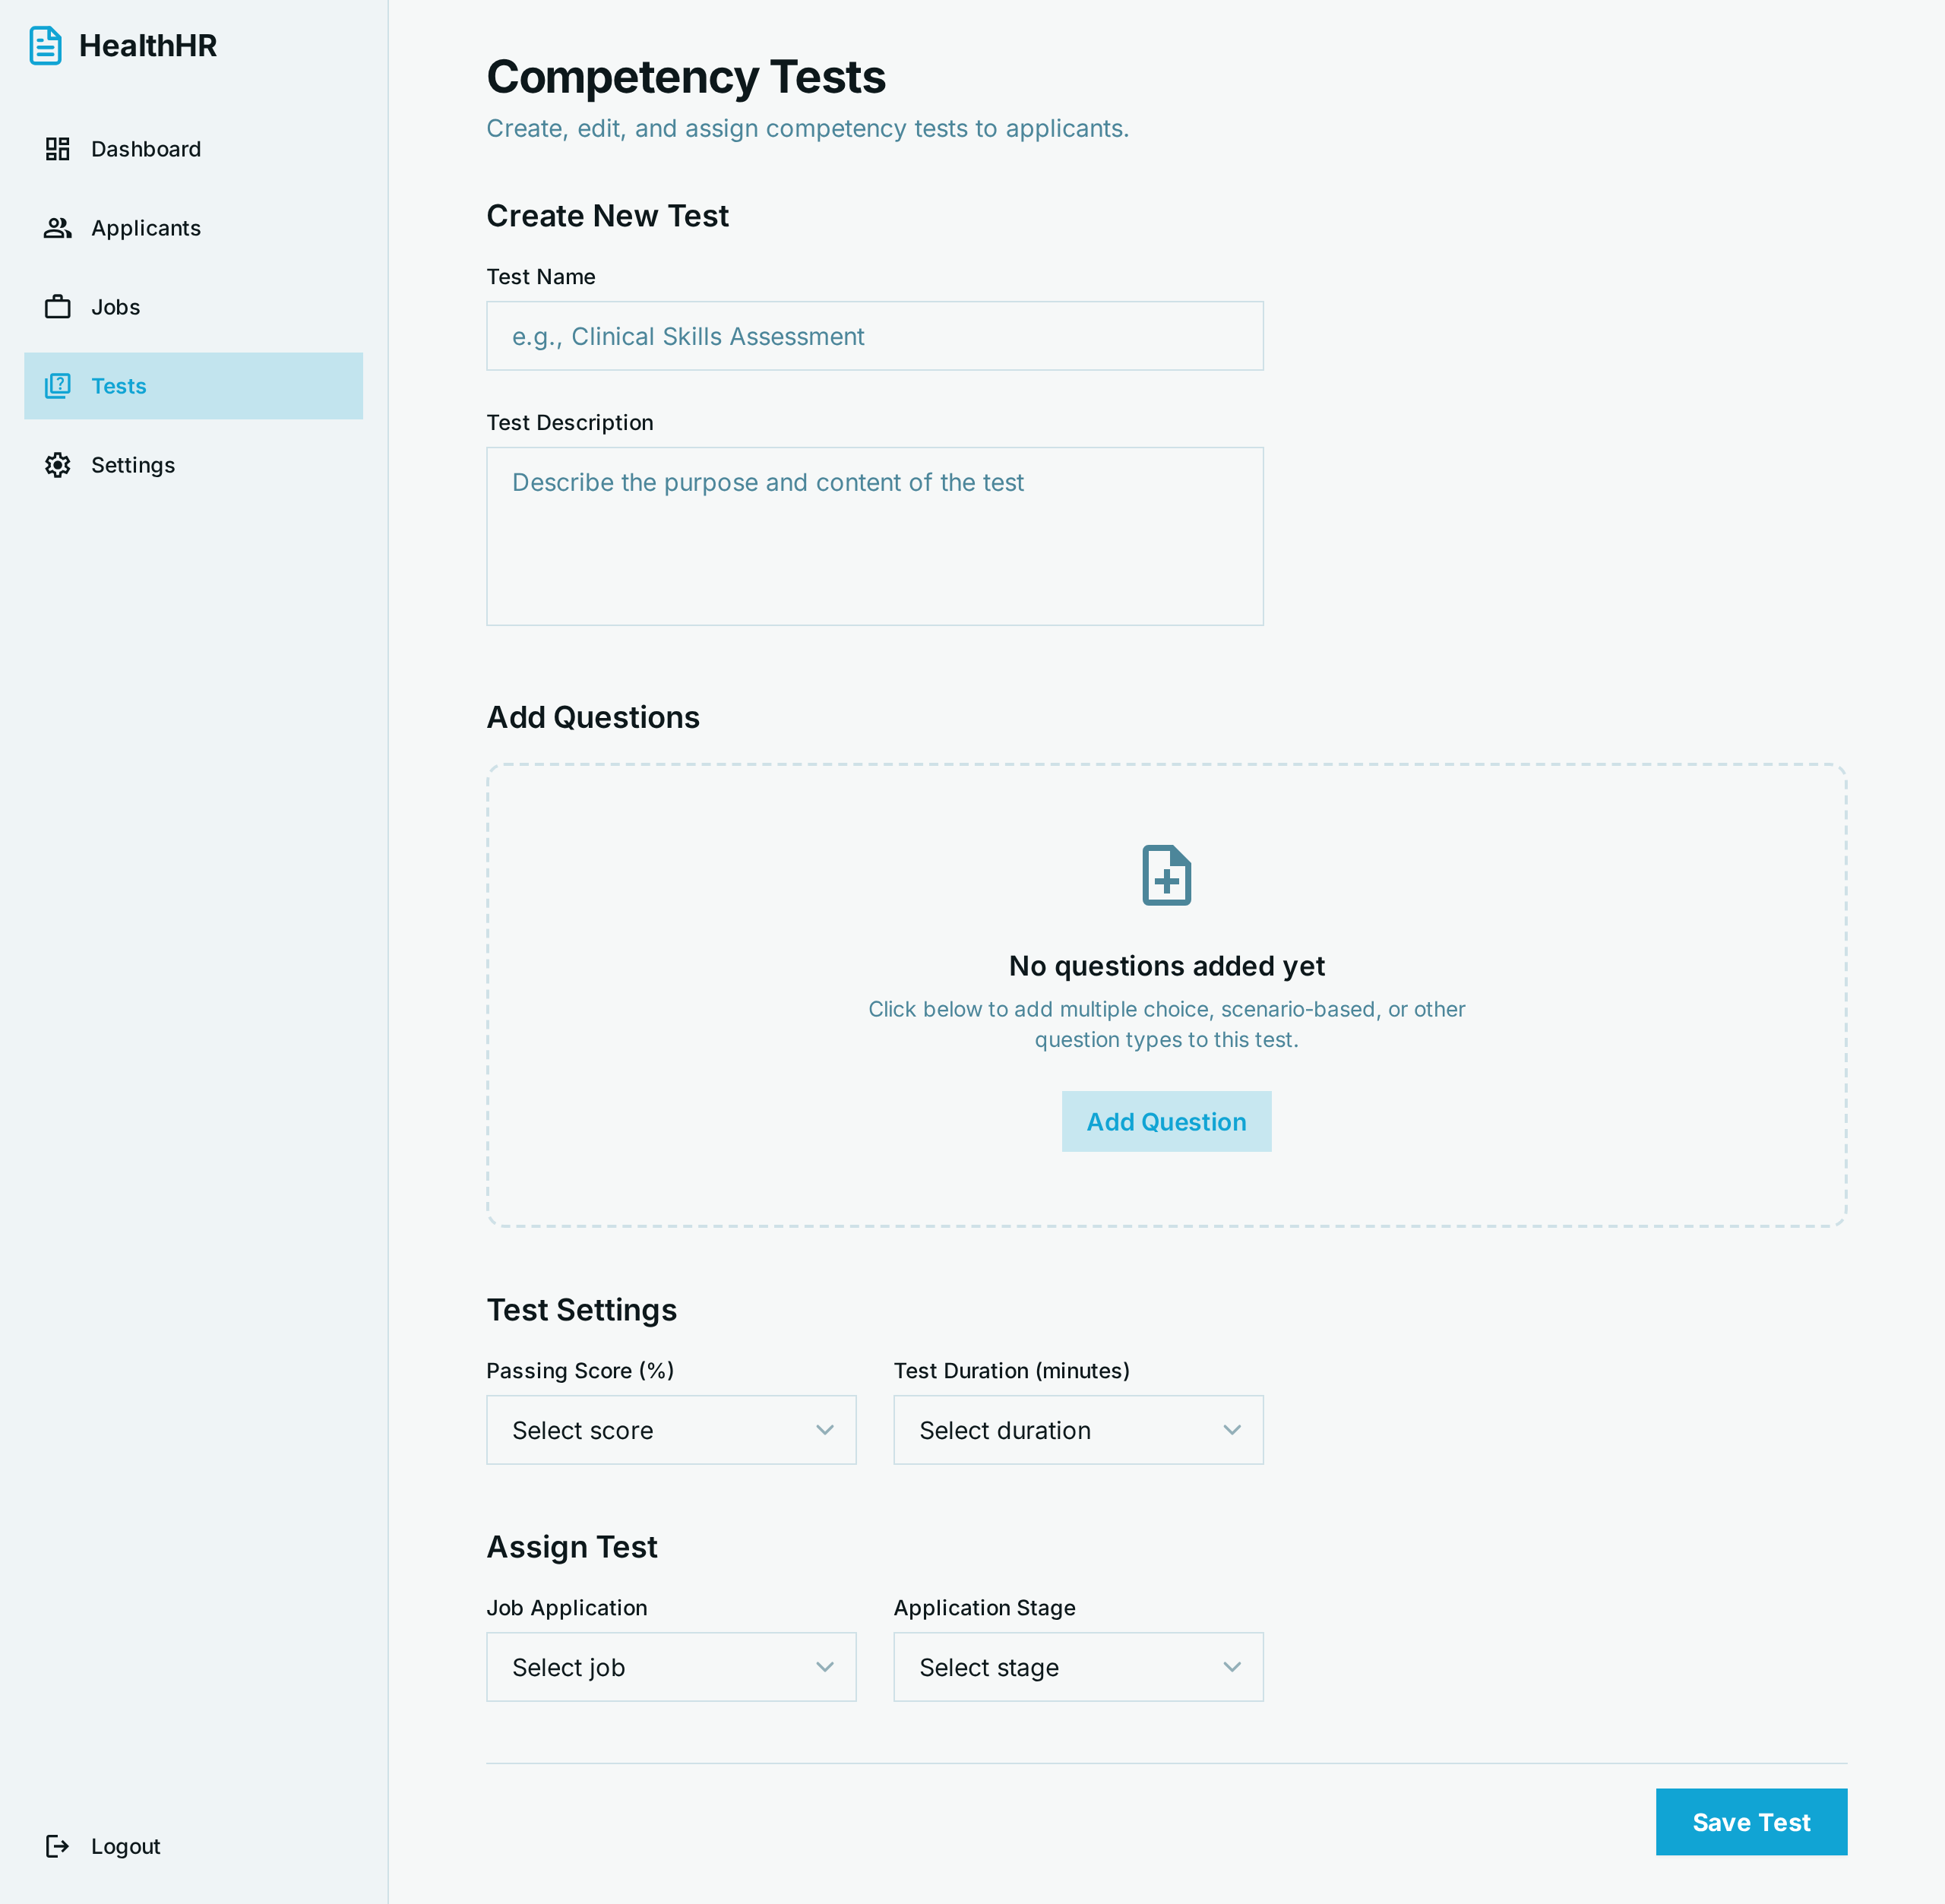 HealthHR
Dashboard
Applicants
Jobs
Tests
Settings
Logout
Competency Tests
Create, edit, and assign competency tests to applicants.
Create New Test
Test Name
e.g., Clinical Skills Assessment
Test Description
Describe the purpose and content of the test
Add Questions
No questions added yet
Click below to add multiple choice, scenario-based, or other
question types to this test.
Add Question
Test Settings
Passing Score (%)
Select score
Test Duration (minutes)
Select duration
Assign Test
Job Application
Select job
Application Stage
Select stage
Save Test